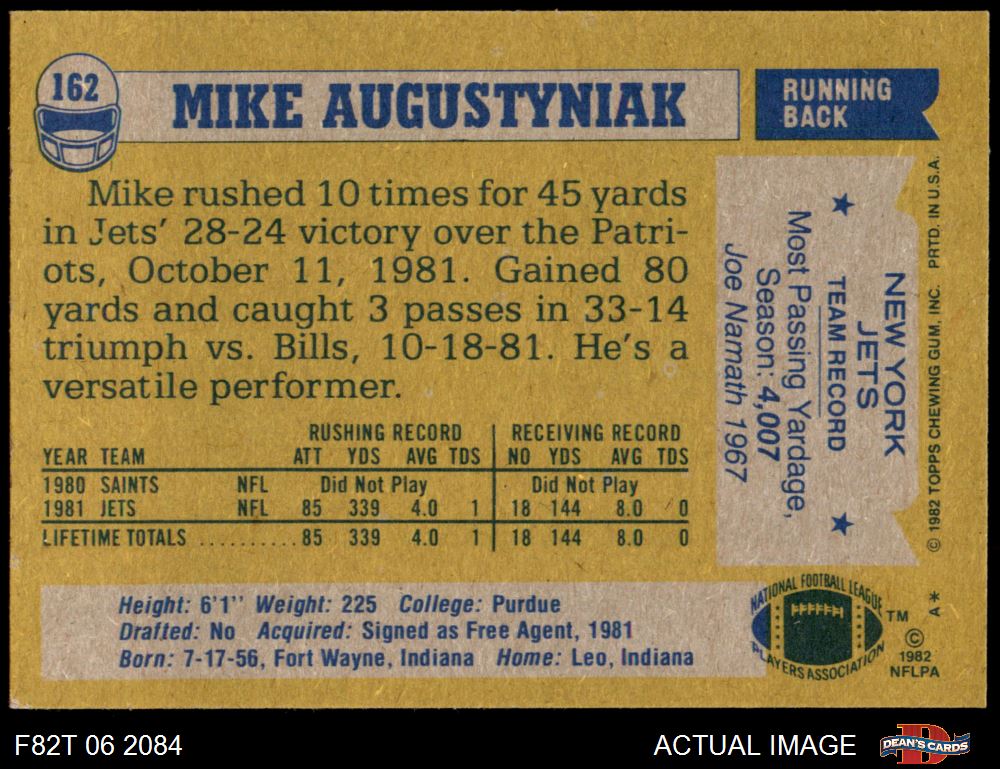 162
MIKE AUGUSTYNIAK
RUNNING
BACK
Mike rushed 10 times for 45 yards
in Jets' 28-24 victory over the Patri-
ots, October 11, 1981. Gained 80
yards and caught 3 passes in 33-14
triumph vs. Bills, 10-18-81. He's a
versatile performer.
RUSHING RECORD RECEIVING RECORD
YEAR TEAM ATT YDS AVG TDS NO YDS AVG TDS
1980 SAINTS NFL Did Not Play Did Not Play
1981 JETS NFL 85 339 4.0 1 18 144 8.0 0
LIFETIME TOTALS .......... 85 339 4.0 1 18 144 8.0 0
Height: 6'1" Weight: 225 College: Purdue
Drafted: No Acquired: Signed as Free Agent, 1981
Born: 7-17-56, Fort Wayne, Indiana Home: Leo, Indiana
NEW YORK
JETS
★ TEAM RECORD ★
Most Passing Yardage,
Season: 4,007
Joe Namath 1967
© 1982 TOPPS CHEWING GUM, INC. PRTD. IN U.S.A.
A*
NATIONAL FOOTBALL LEAGUE
PLAYERS ASSOCIATION
TM
©
1982
NFLPA
F82T 06 2084
ACTUAL IMAGE
D
DEAN'S CARDS